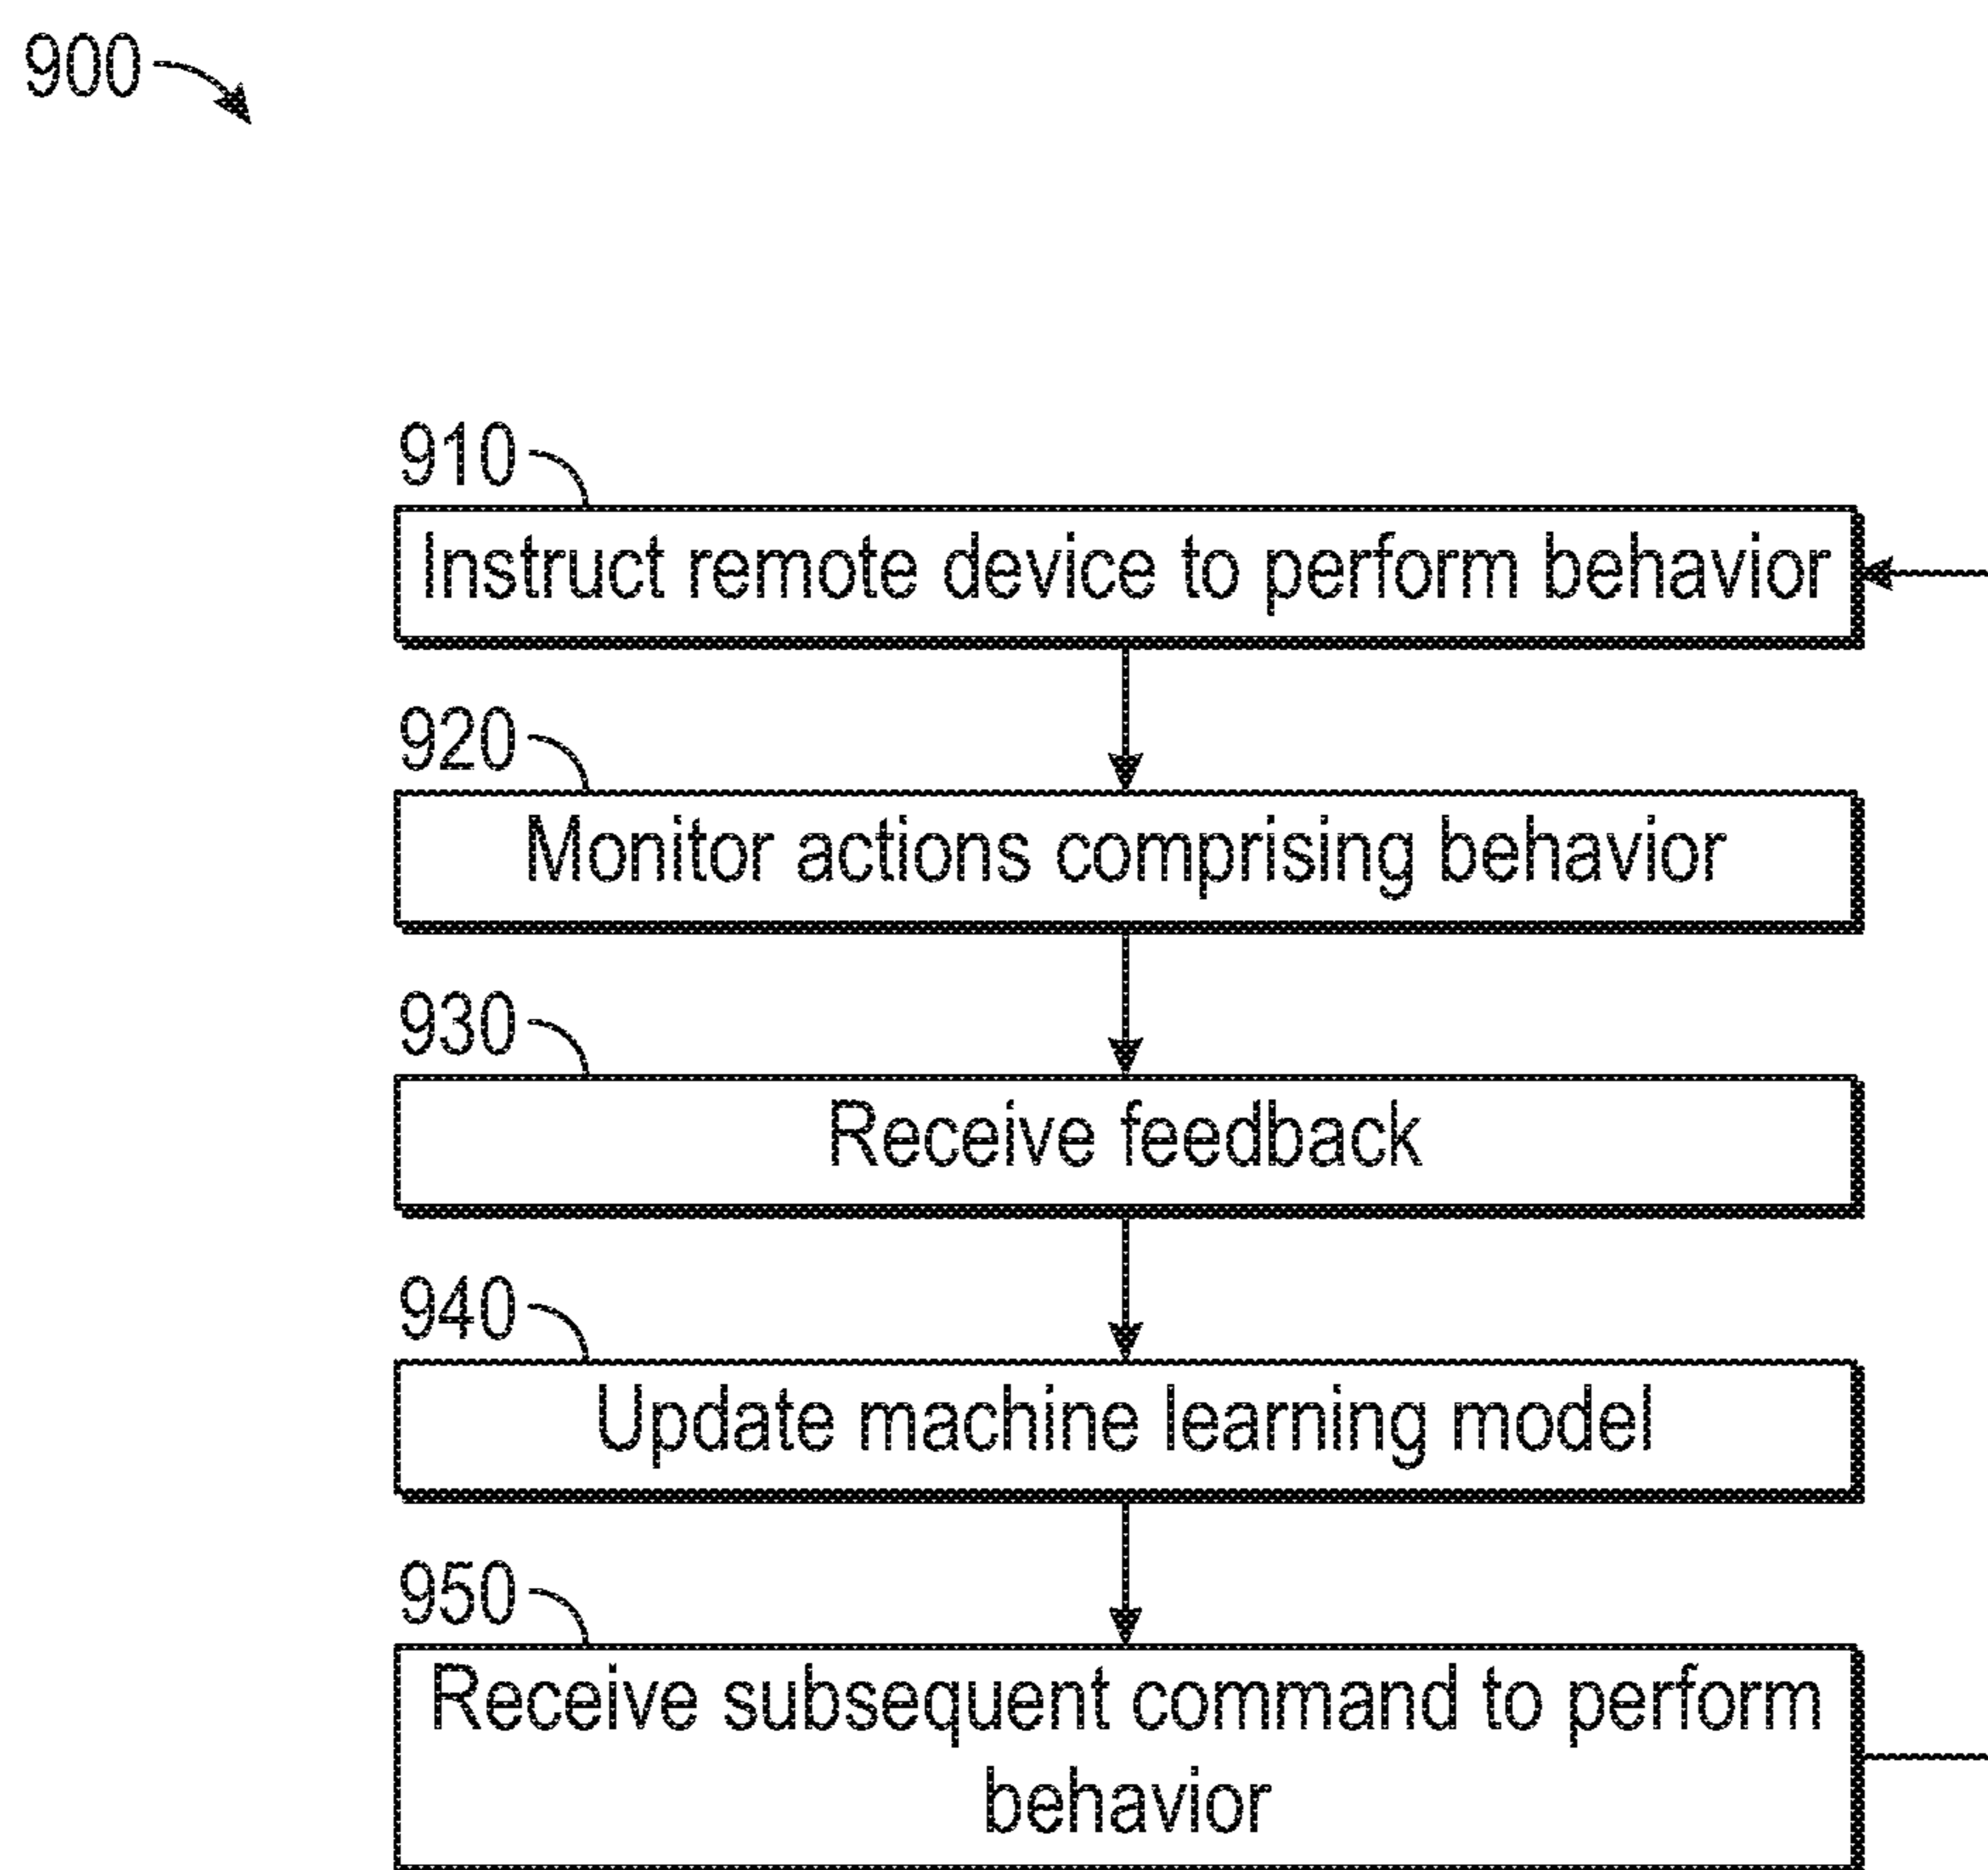 900
910
Instruct remote device to perform behavior
920
Monitor actions comprising behavior
930
Receive feedback
940
Update machine learning model
950
Receive subsequent command to perform
behavior